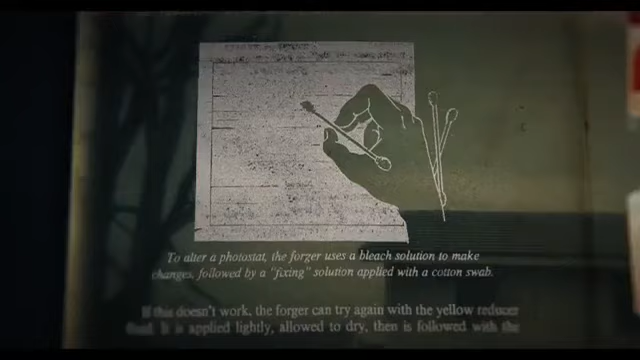 To alter a photostat, the forger uses a bleach solution to make
changes, followed by a "fixing" solution applied with a cotton swab.
If this doesn't work, the forger can try again with the yellow reducer
It is applied lightly, allowed to dry, then is followed with the